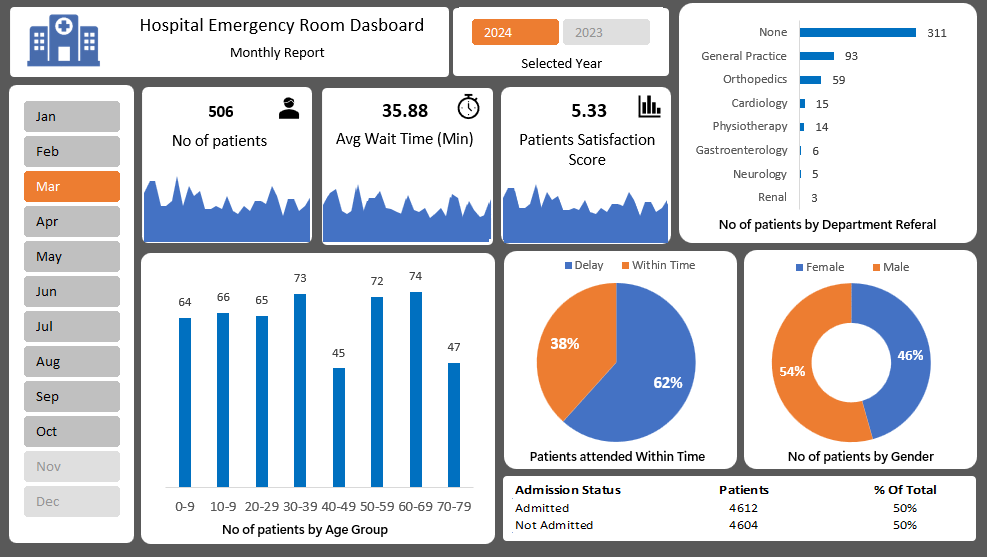 Hospital Emergency Room Dasboard
Monthly Report
2024
2023
Selected Year
Jan
Feb
Mar
Apr
May
Jun
Jul
Aug
Sep
Oct
Nov
Dec
506
No of patients
35.88
Avg Wait Time (Min)
5.33
Patients Satisfaction
Score
None 311
General Practice 93
Orthopedics 59
Cardiology 15
Physiotherapy 14
Gastroenterology 6
Neurology 5
Renal 3
No of patients by Department Referal
64 66 65 73 45 72 74 47
0-9 10-9 20-29 30-39 40-49 50-59 60-69 70-79
No of patients by Age Group
Delay Within Time
38%
62%
Patients attended Within Time
Female Male
46%
54%
No of patients by Gender
Admission Status Patients % Of Total
Admitted 4612 50%
Not Admitted 4604 50%